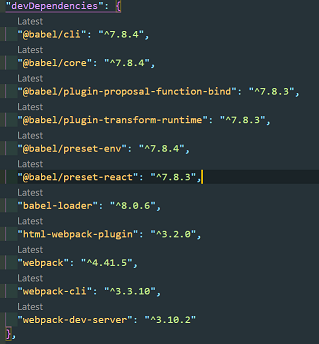 "devDependencies": {
Latest
"@babel/cli": "^7.8.4",
Latest
"@babel/core": "^7.8.4",
Latest
"@babel/plugin-proposal-function-bind": "^7.8.3",
Latest
"@babel/plugin-transform-runtime": "^7.8.3",
Latest
"@babel/preset-env": "^7.8.4",
Latest
"@babel/preset-react": "^7.8.3",
Latest
"babel-loader": "^8.0.6",
Latest
"html-webpack-plugin": "^3.2.0",
Latest
"webpack": "^4.41.5",
Latest
"webpack-cli": "^3.3.10",
Latest
"webpack-dev-server": "^3.10.2"
},